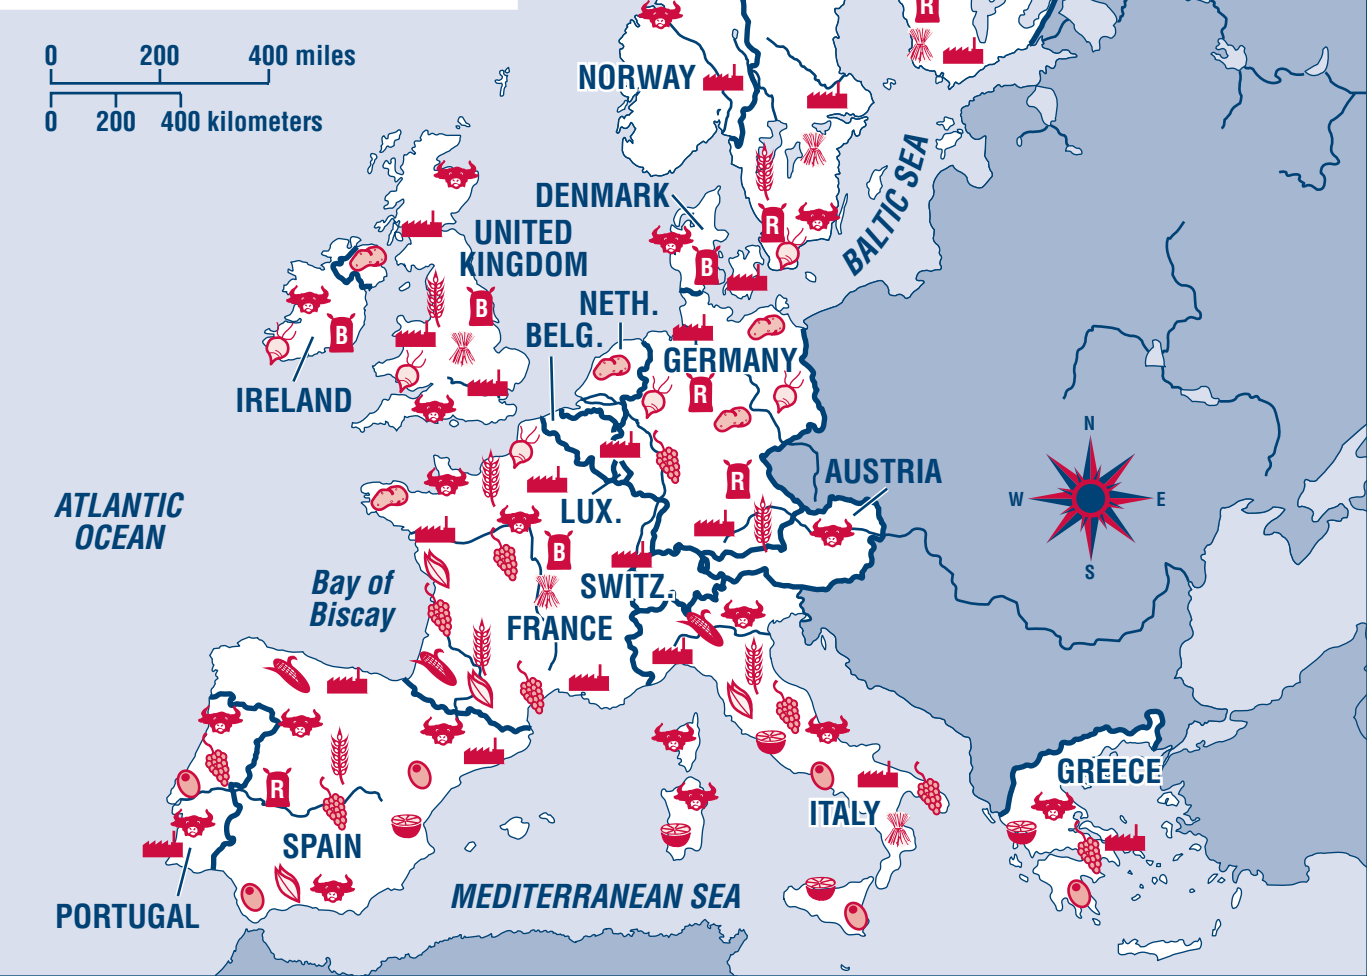 0 200 400 miles
0 200 400 kilometers
NORWAY
R
DENMARK
R
BALTIC SEA
UNITED
KINGDOM
B
B
NETH.
BELG.
B
GERMANY
R
IRELAND
N
W
E
S
AUSTRIA
R
ATLANTIC
OCEAN
LUX.
B
SWITZ.
Bay of
Biscay
FRANCE
R
SPAIN
ITALY
GREECE
PORTUGAL
MEDITERRANEAN SEA